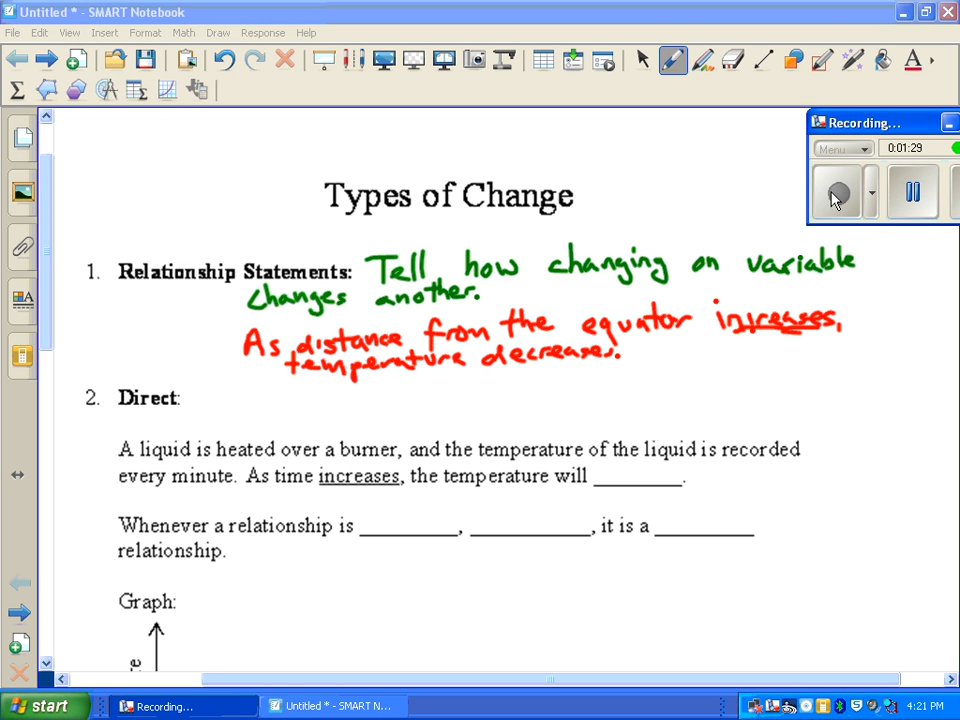 Untitled * - SMART Notebook
File Edit View Insert Format Math Draw Response Help
Recording...
Menu 0:01:29
Types of Change
1. Relationship Statements: Tell how changing on variable
changes another.
As distance from the equator increases,
temperature decreases.
2. Direct:
A liquid is heated over a burner, and the temperature of the liquid is recorded
every minute. As time increases, the temperature will ________.
Whenever a relationship is _________, ___________, it is a _________
relationship.
Graph:
start Recording... Untitled * - SMART N... 4:21 PM